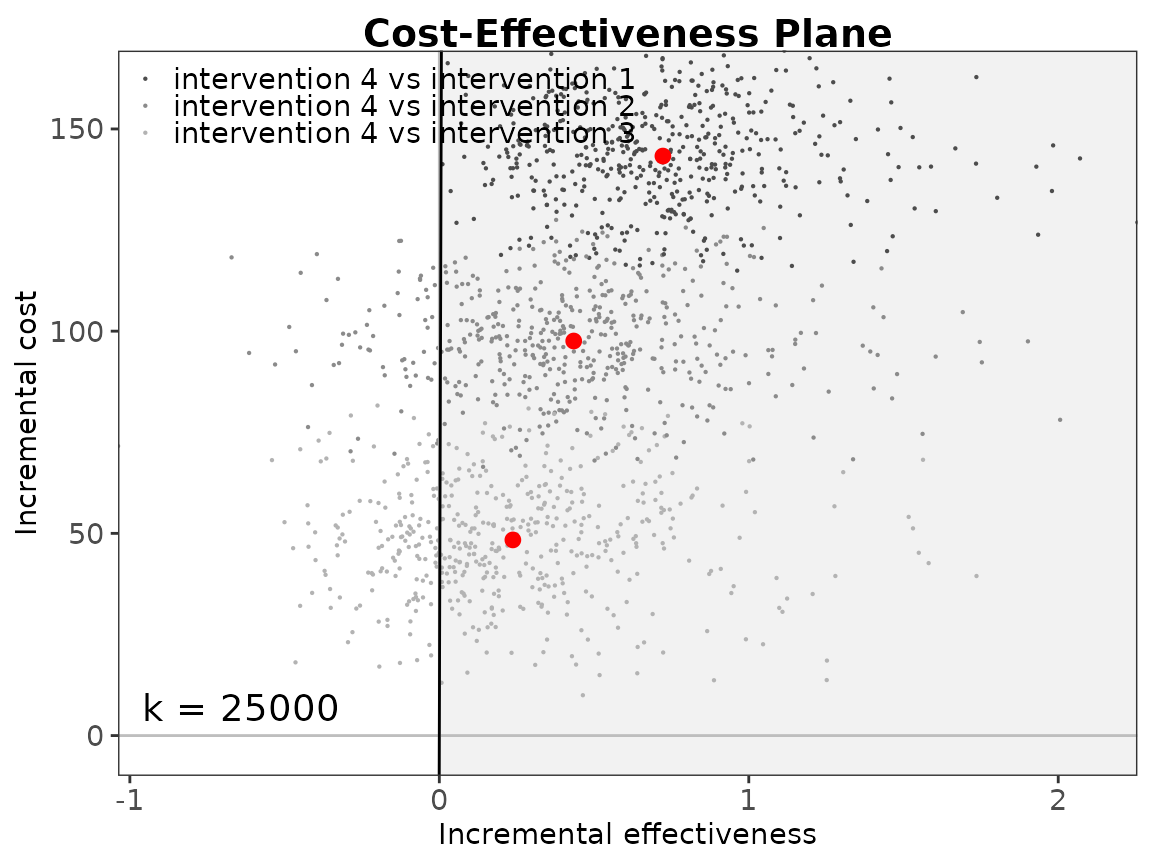 Cost-Effectiveness Plane
intervention 4 vs intervention 1
intervention 4 vs intervention 2
intervention 4 vs intervention 3
150
100
50
0
Incremental cost
k = 25000
-1
0
1
2
Incremental effectiveness